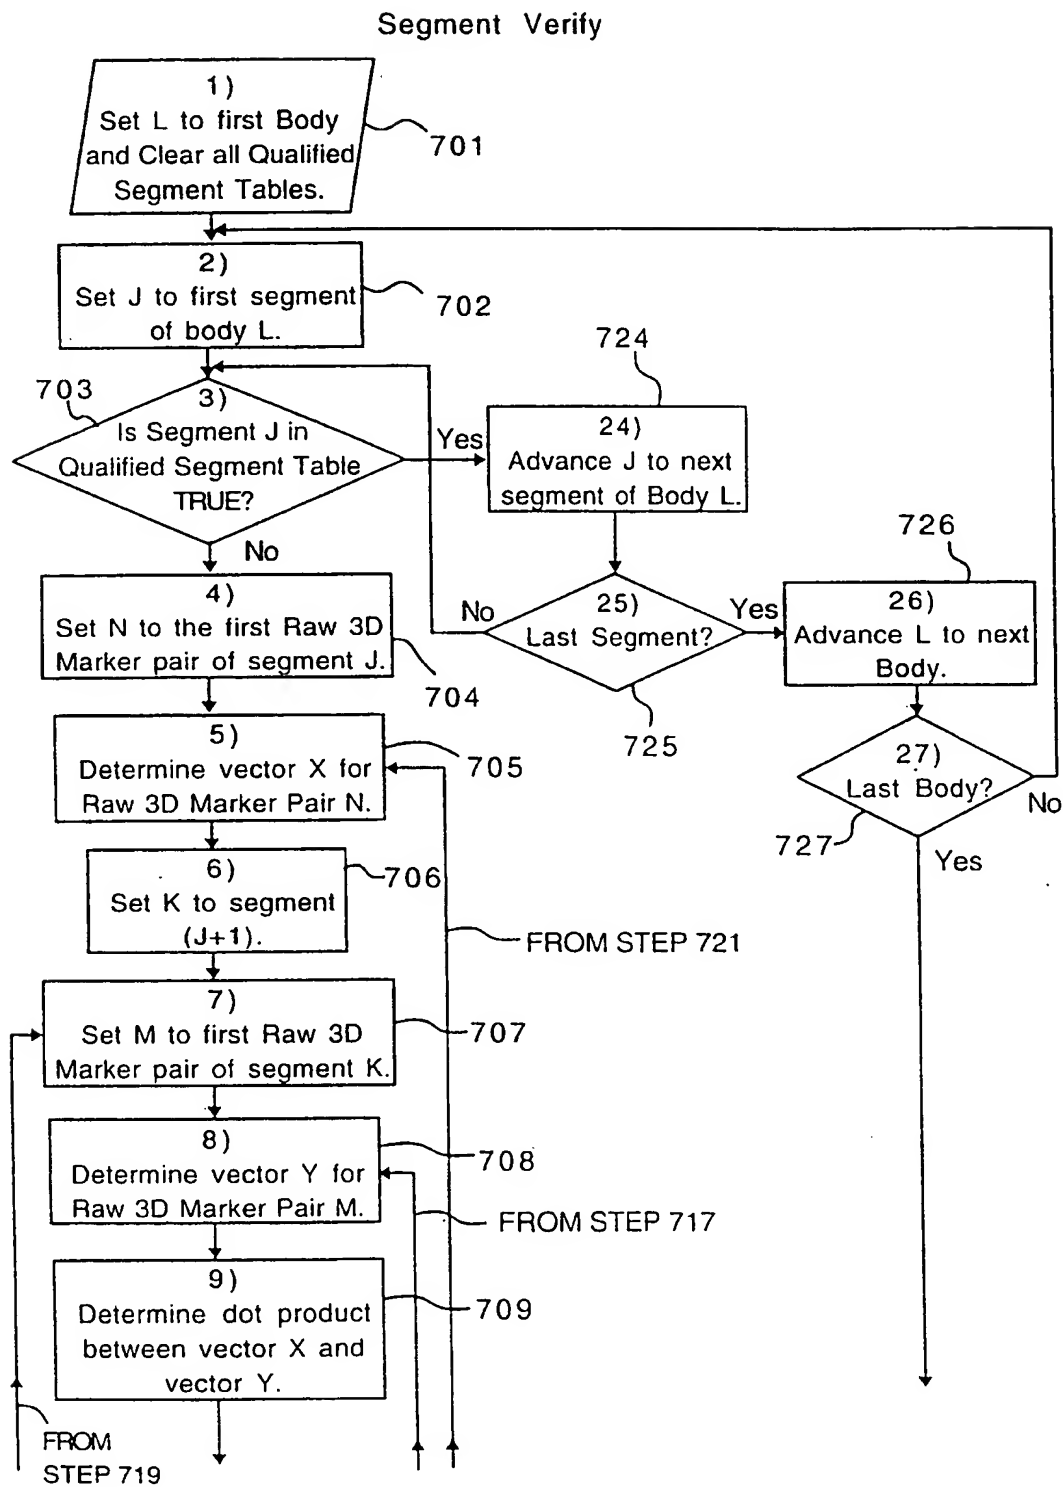 Segment Verify
1)
Set L to first Body
and Clear all Qualified
Segment Tables.
701
2)
Set J to first segment
of body L.
702
703
3)
Is Segment J in
Qualified Segment Table
TRUE?
Yes
No
724
24)
Advance J to next
segment of Body L.
25)
Last Segment?
No
Yes
725
726
26)
Advance L to next
Body.
27)
Last Body?
No
727
Yes
4)
Set N to the first Raw 3D
Marker pair of segment J.
704
5)
Determine vector X for
Raw 3D Marker Pair N.
705
6)
Set K to segment
(J+1).
706
FROM STEP 721
7)
Set M to first Raw 3D
Marker pair of segment K.
707
8)
Determine vector Y for
Raw 3D Marker Pair M.
708
FROM STEP 717
9)
Determine dot product
between vector X and
vector Y.
709
FROM
STEP 719